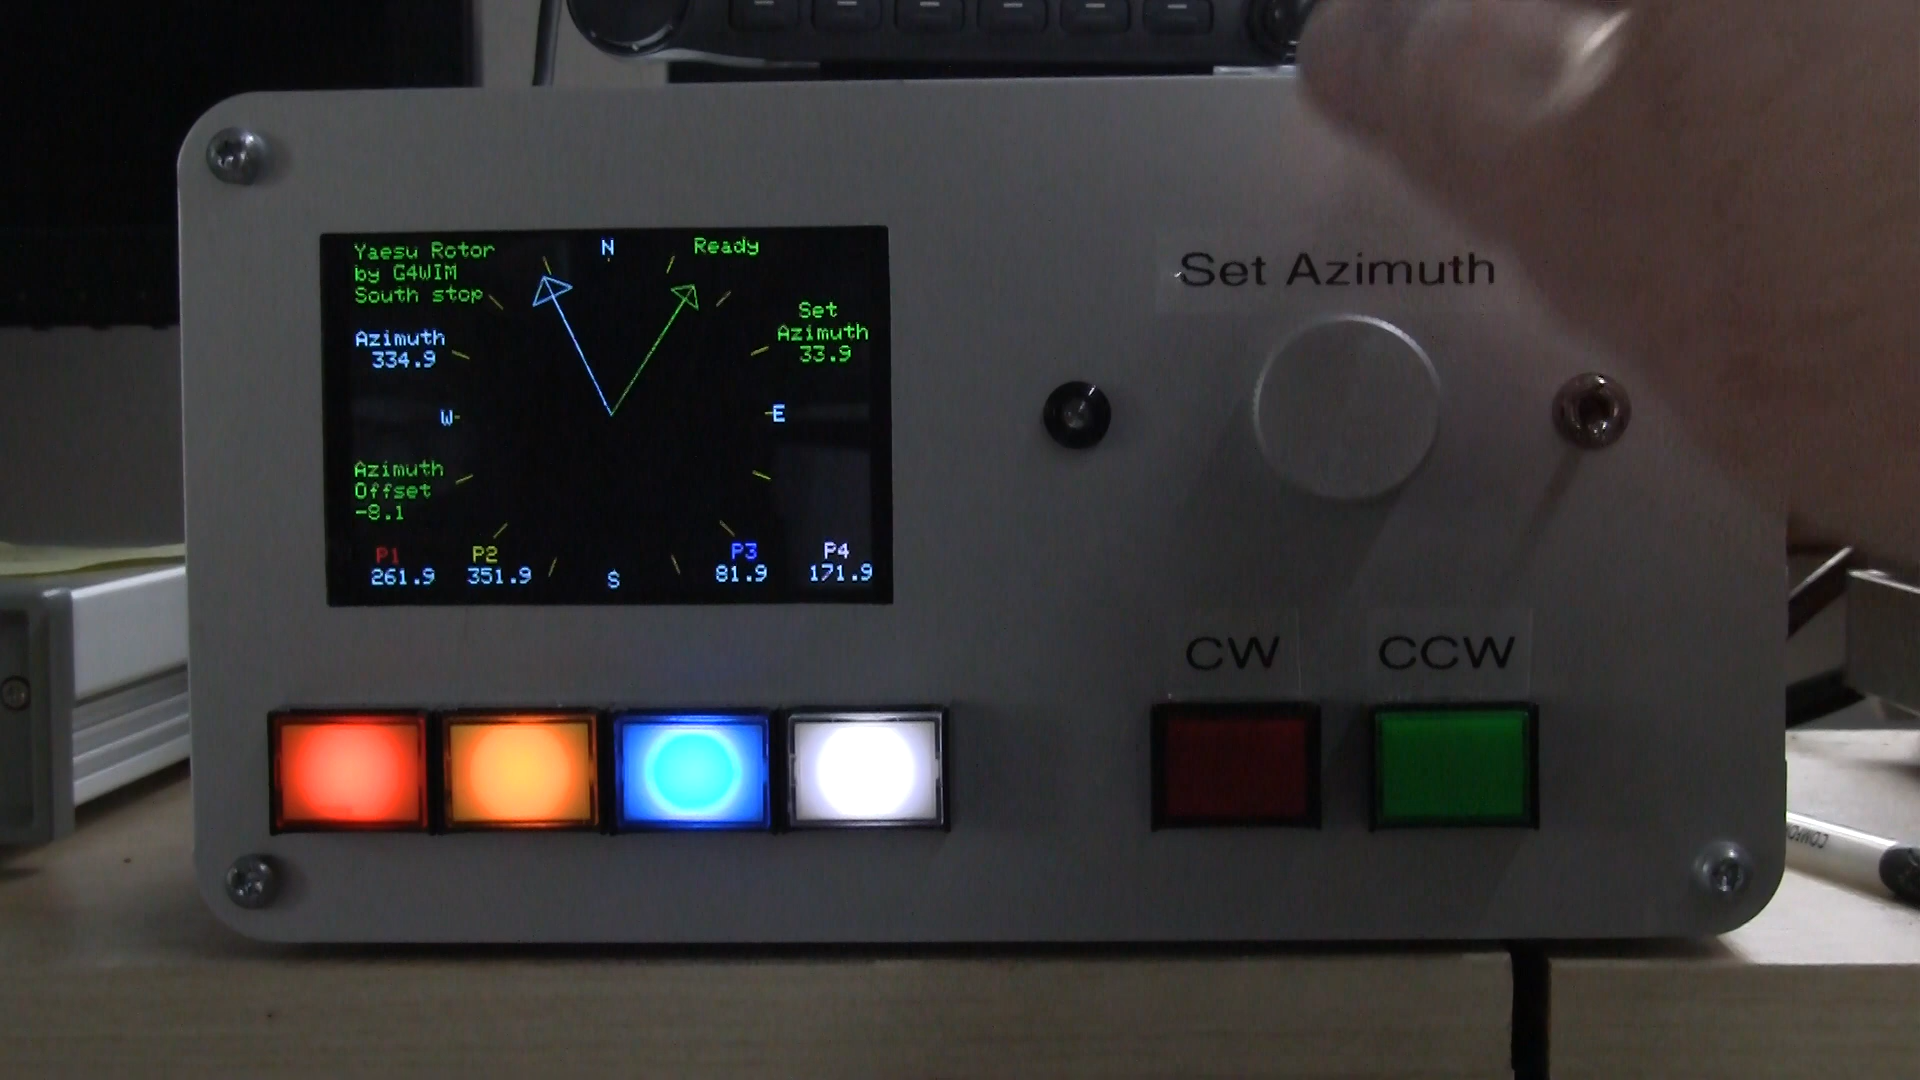 Yaesu Rotor
by G4WIM
South stop
N
Ready
Azimuth
334.9
Set
Azimuth
33.9
W
E
Azimuth
Offset
-8.1
P1
261.9
P2
351.9
S
P3
81.9
P4
171.9
Set Azimuth
CW
CCW